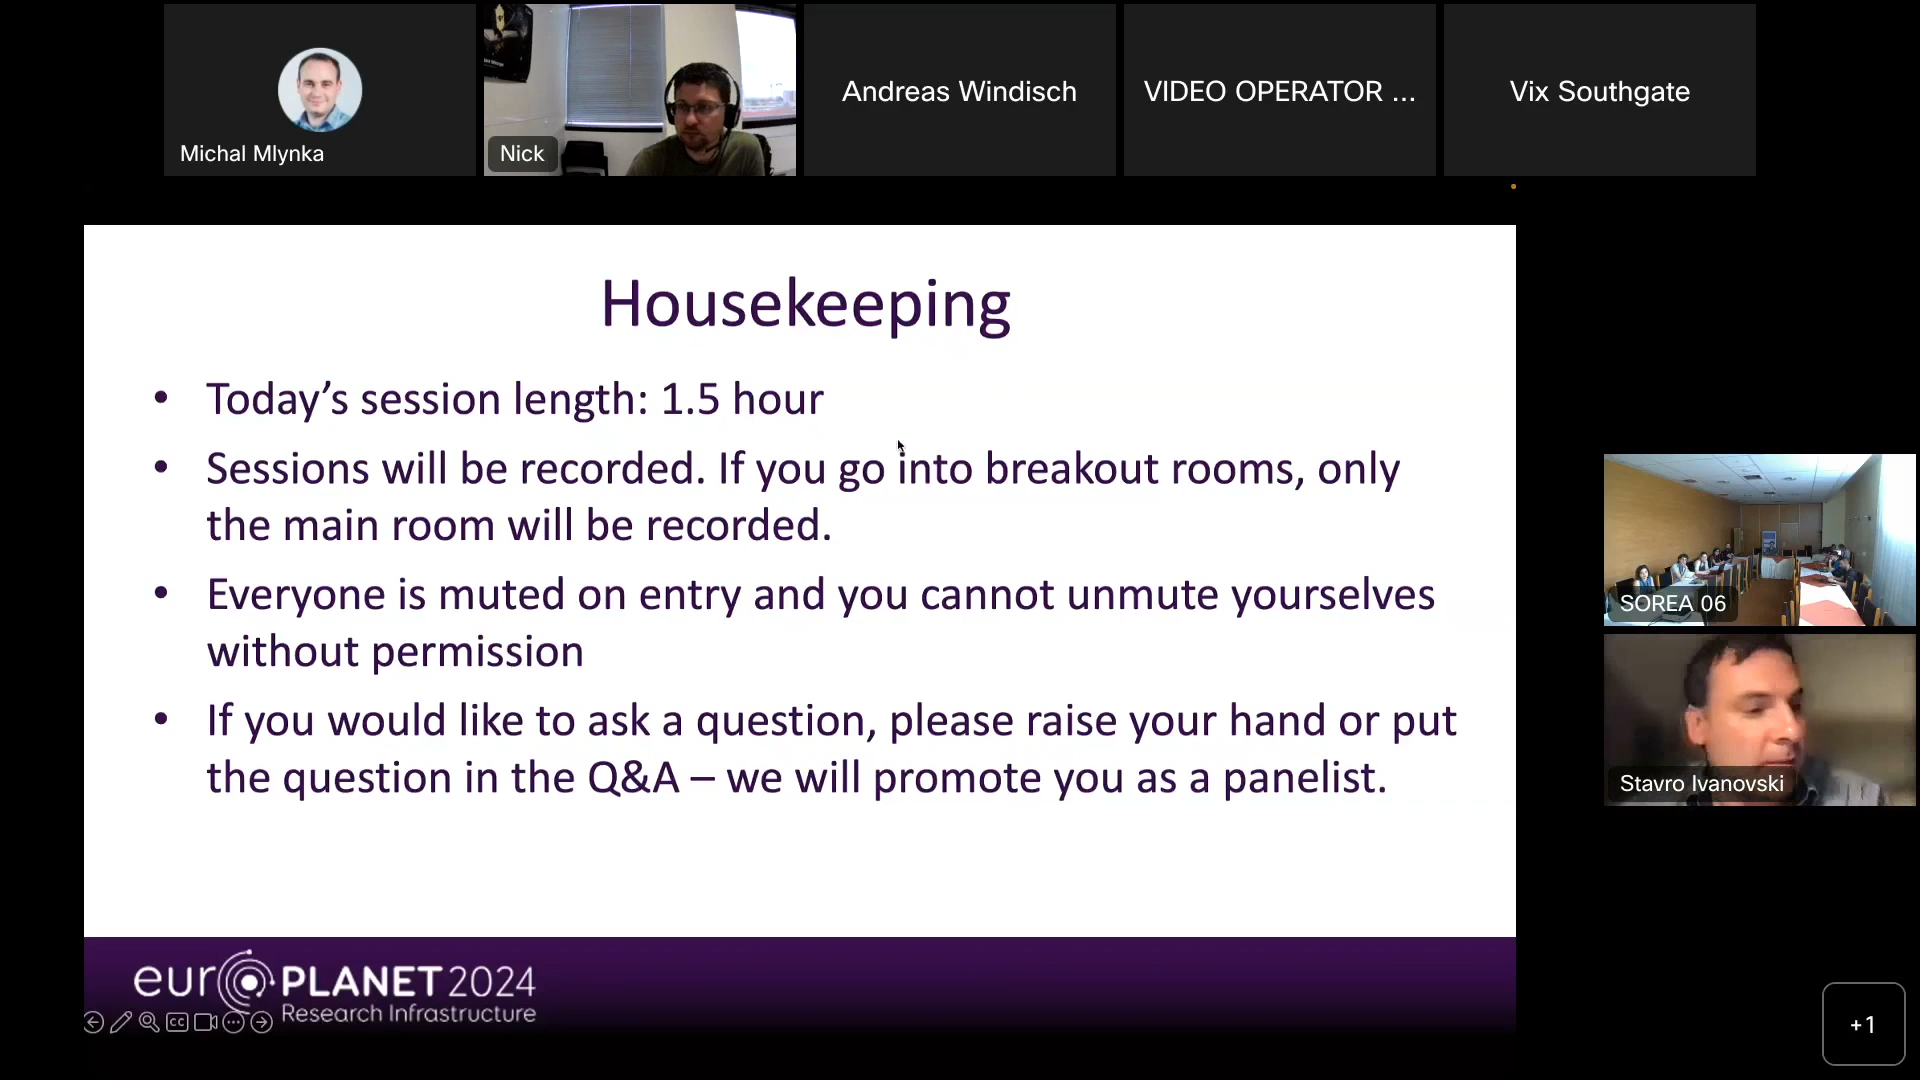 Michal Mlynka
Nick
Andreas Windisch
VIDEO OPERATOR ...
Vix Southgate
Housekeeping
• Today’s session length: 1.5 hour
• Sessions will be recorded. If you go into breakout rooms, only
the main room will be recorded.
• Everyone is muted on entry and you cannot unmute yourselves
without permission
• If you would like to ask a question, please raise your hand or put
the question in the Q&A – we will promote you as a panelist.
SOREA 06
Stavro Ivanovski
euroPLANET 2024
Research Infrastructure
CC
+1